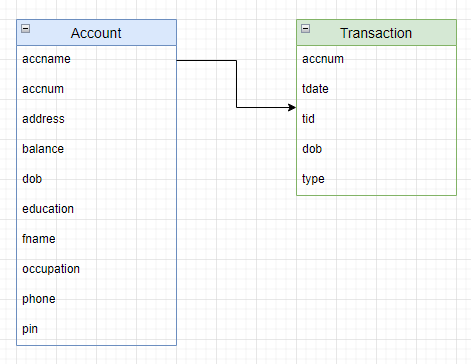 Account
accname
accnum
address
balance
dob
education
fname
occupation
phone
pin
Transaction
accnum
tdate
tid
dob
type